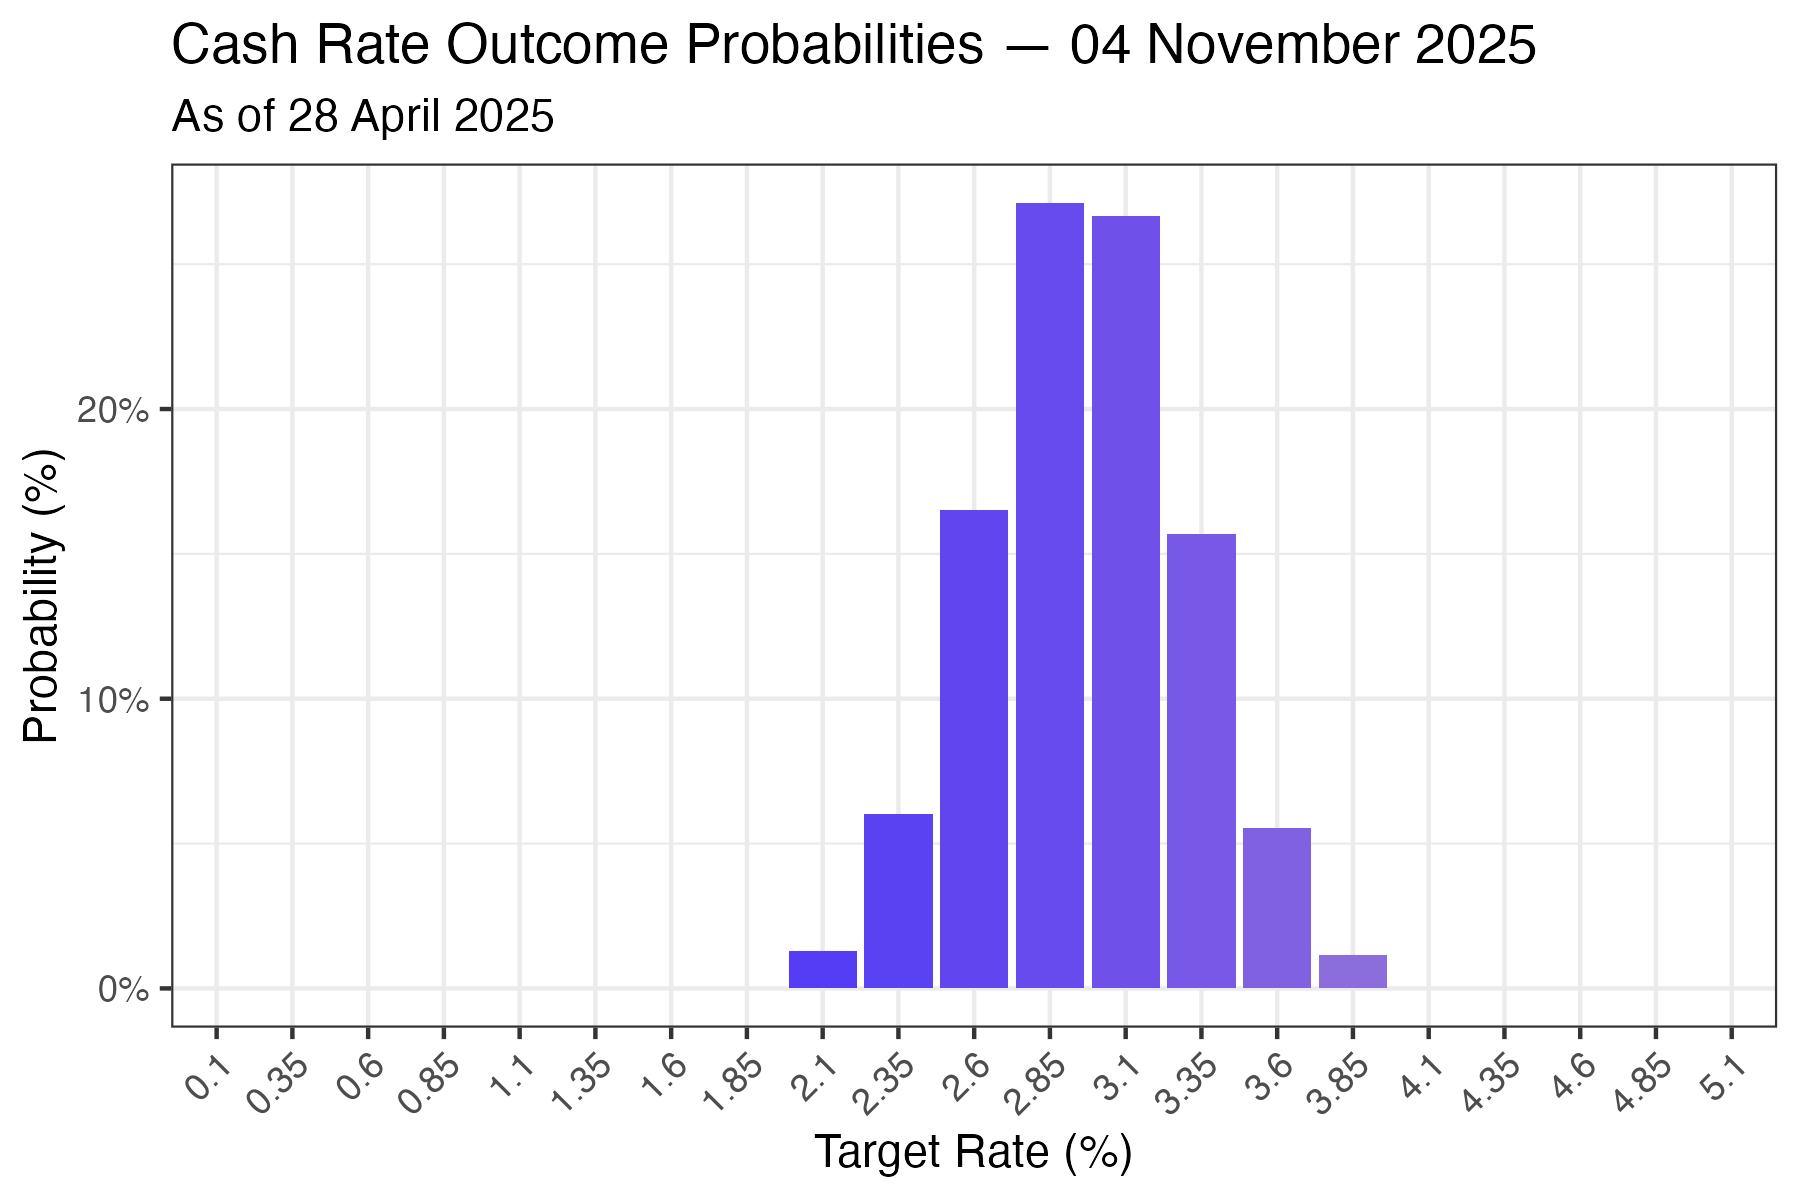 Cash Rate Outcome Probabilities — 04 November 2025
As of 28 April 2025
Probability (%)
20%
10%
0%
0.1 0.35 0.6 0.85 1.1 1.35 1.6 1.85 2.1 2.35 2.6 2.85 3.1 3.35 3.6 3.85 4.1 4.35 4.6 4.85 5.1
Target Rate (%)